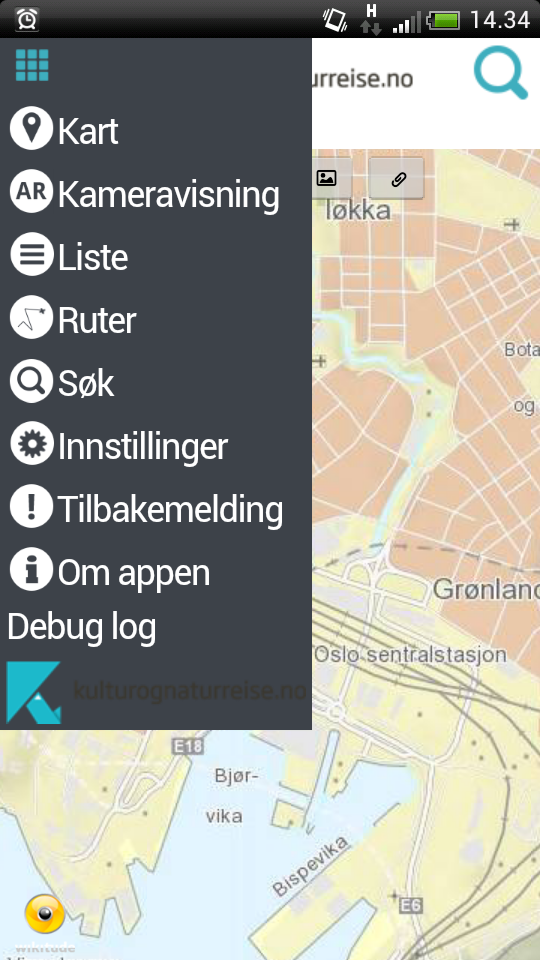 H 14.34
urreise.no
Kart
AR Kameravisning
Liste
Ruter
Søk
Innstillinger
Tilbakemelding
Om appen
Debug log
kulturognaturreise.no
løkka
Bota
og
Grønland
Oslo sentralstasjon
E18
Bjør-
vika
Bispevika
E6
wikitude